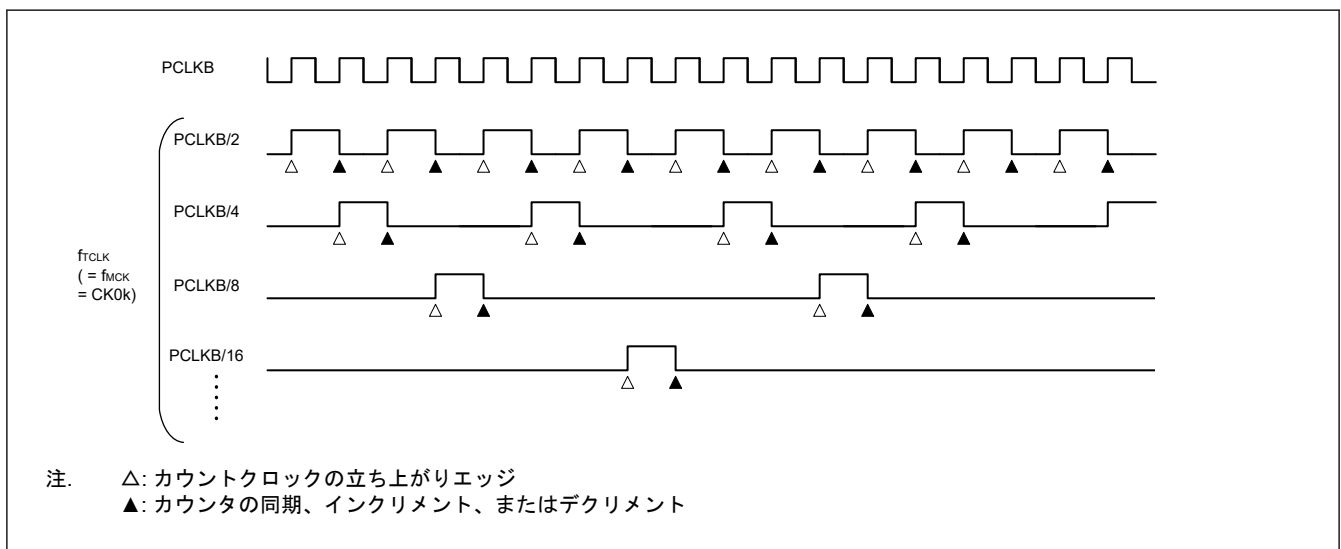 PCLKB
PCLKB/2
PCLKB/4
fTCLK
( = fMCK
= CK0k)
PCLKB/8
PCLKB/16
注. △: カウントクロックの立ち上がりエッジ
▲: カウンタの同期、インクリメント、またはデクリメント